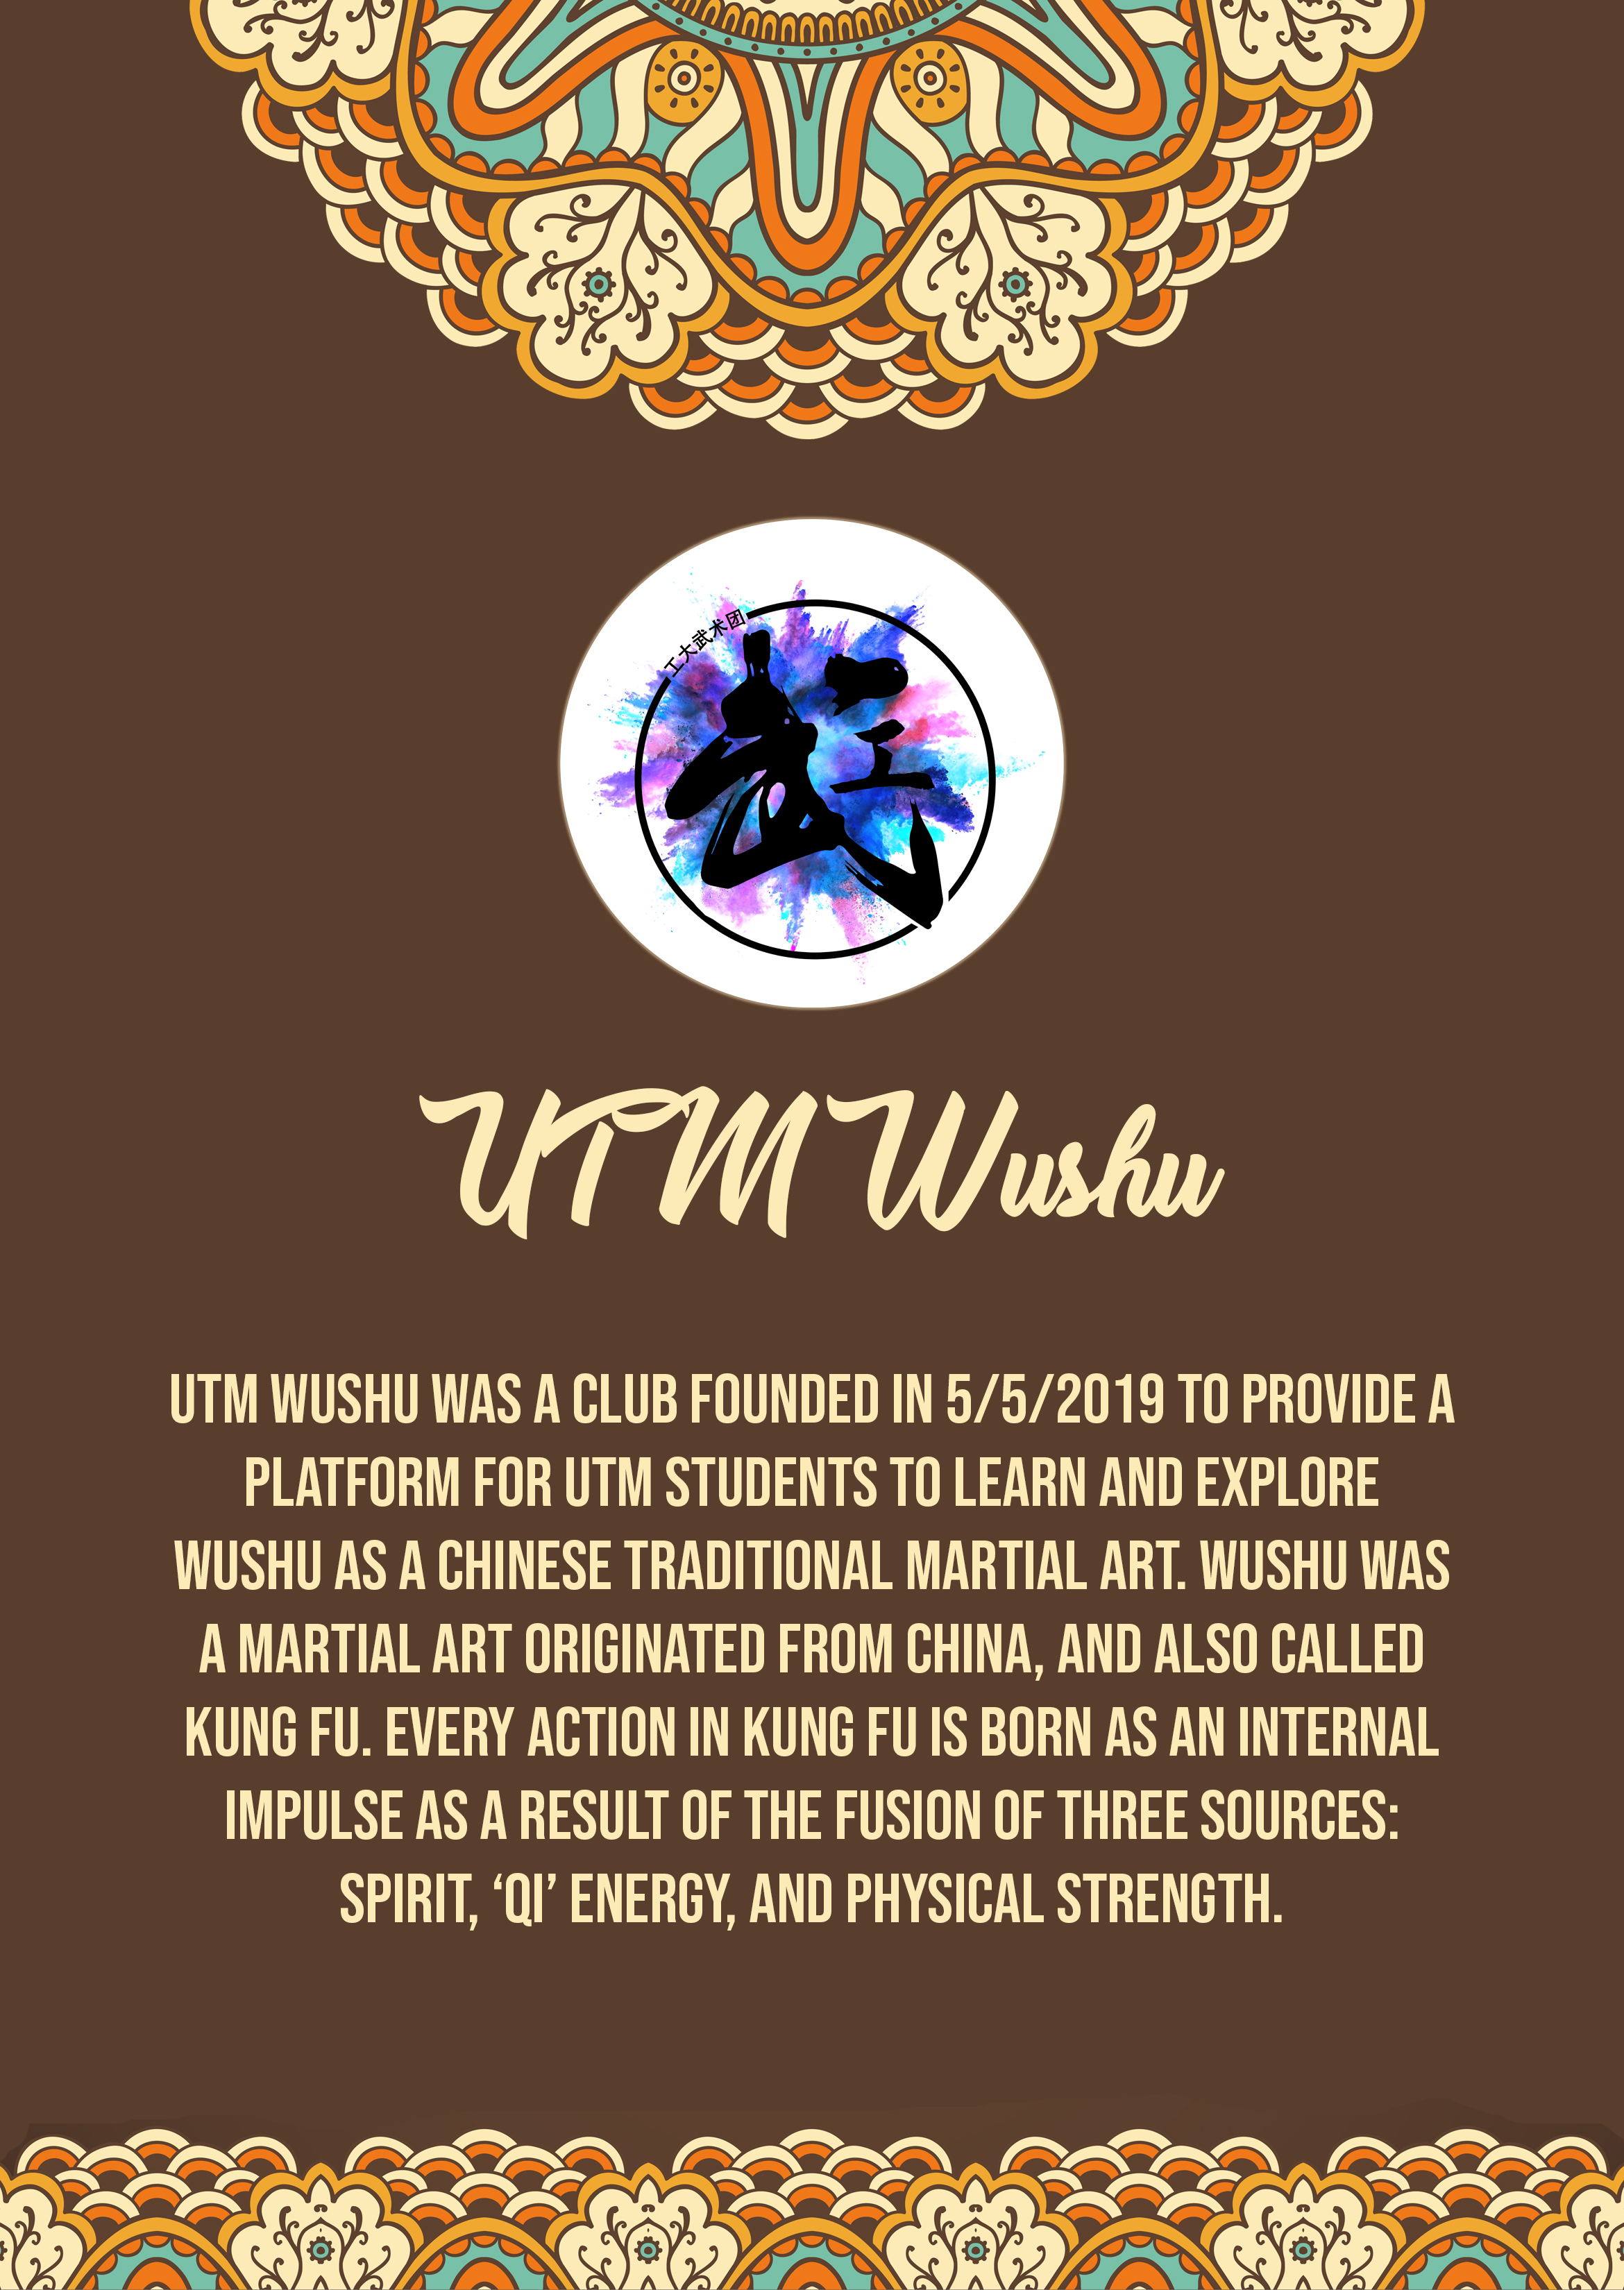 工大武术团
武
UTM Wushu
UTM WUSHU WAS A CLUB FOUNDED IN 5/5/2019 TO PROVIDE A
PLATFORM FOR UTM STUDENTS TO LEARN AND EXPLORE
WUSHU AS A CHINESE TRADITIONAL MARTIAL ART. WUSHU WAS
A MARTIAL ART ORIGINATED FROM CHINA, AND ALSO CALLED
KUNG FU. EVERY ACTION IN KUNG FU IS BORN AS AN INTERNAL
IMPULSE AS A RESULT OF THE FUSION OF THREE SOURCES:
SPIRIT, ‘QI’ ENERGY, AND PHYSICAL STRENGTH.